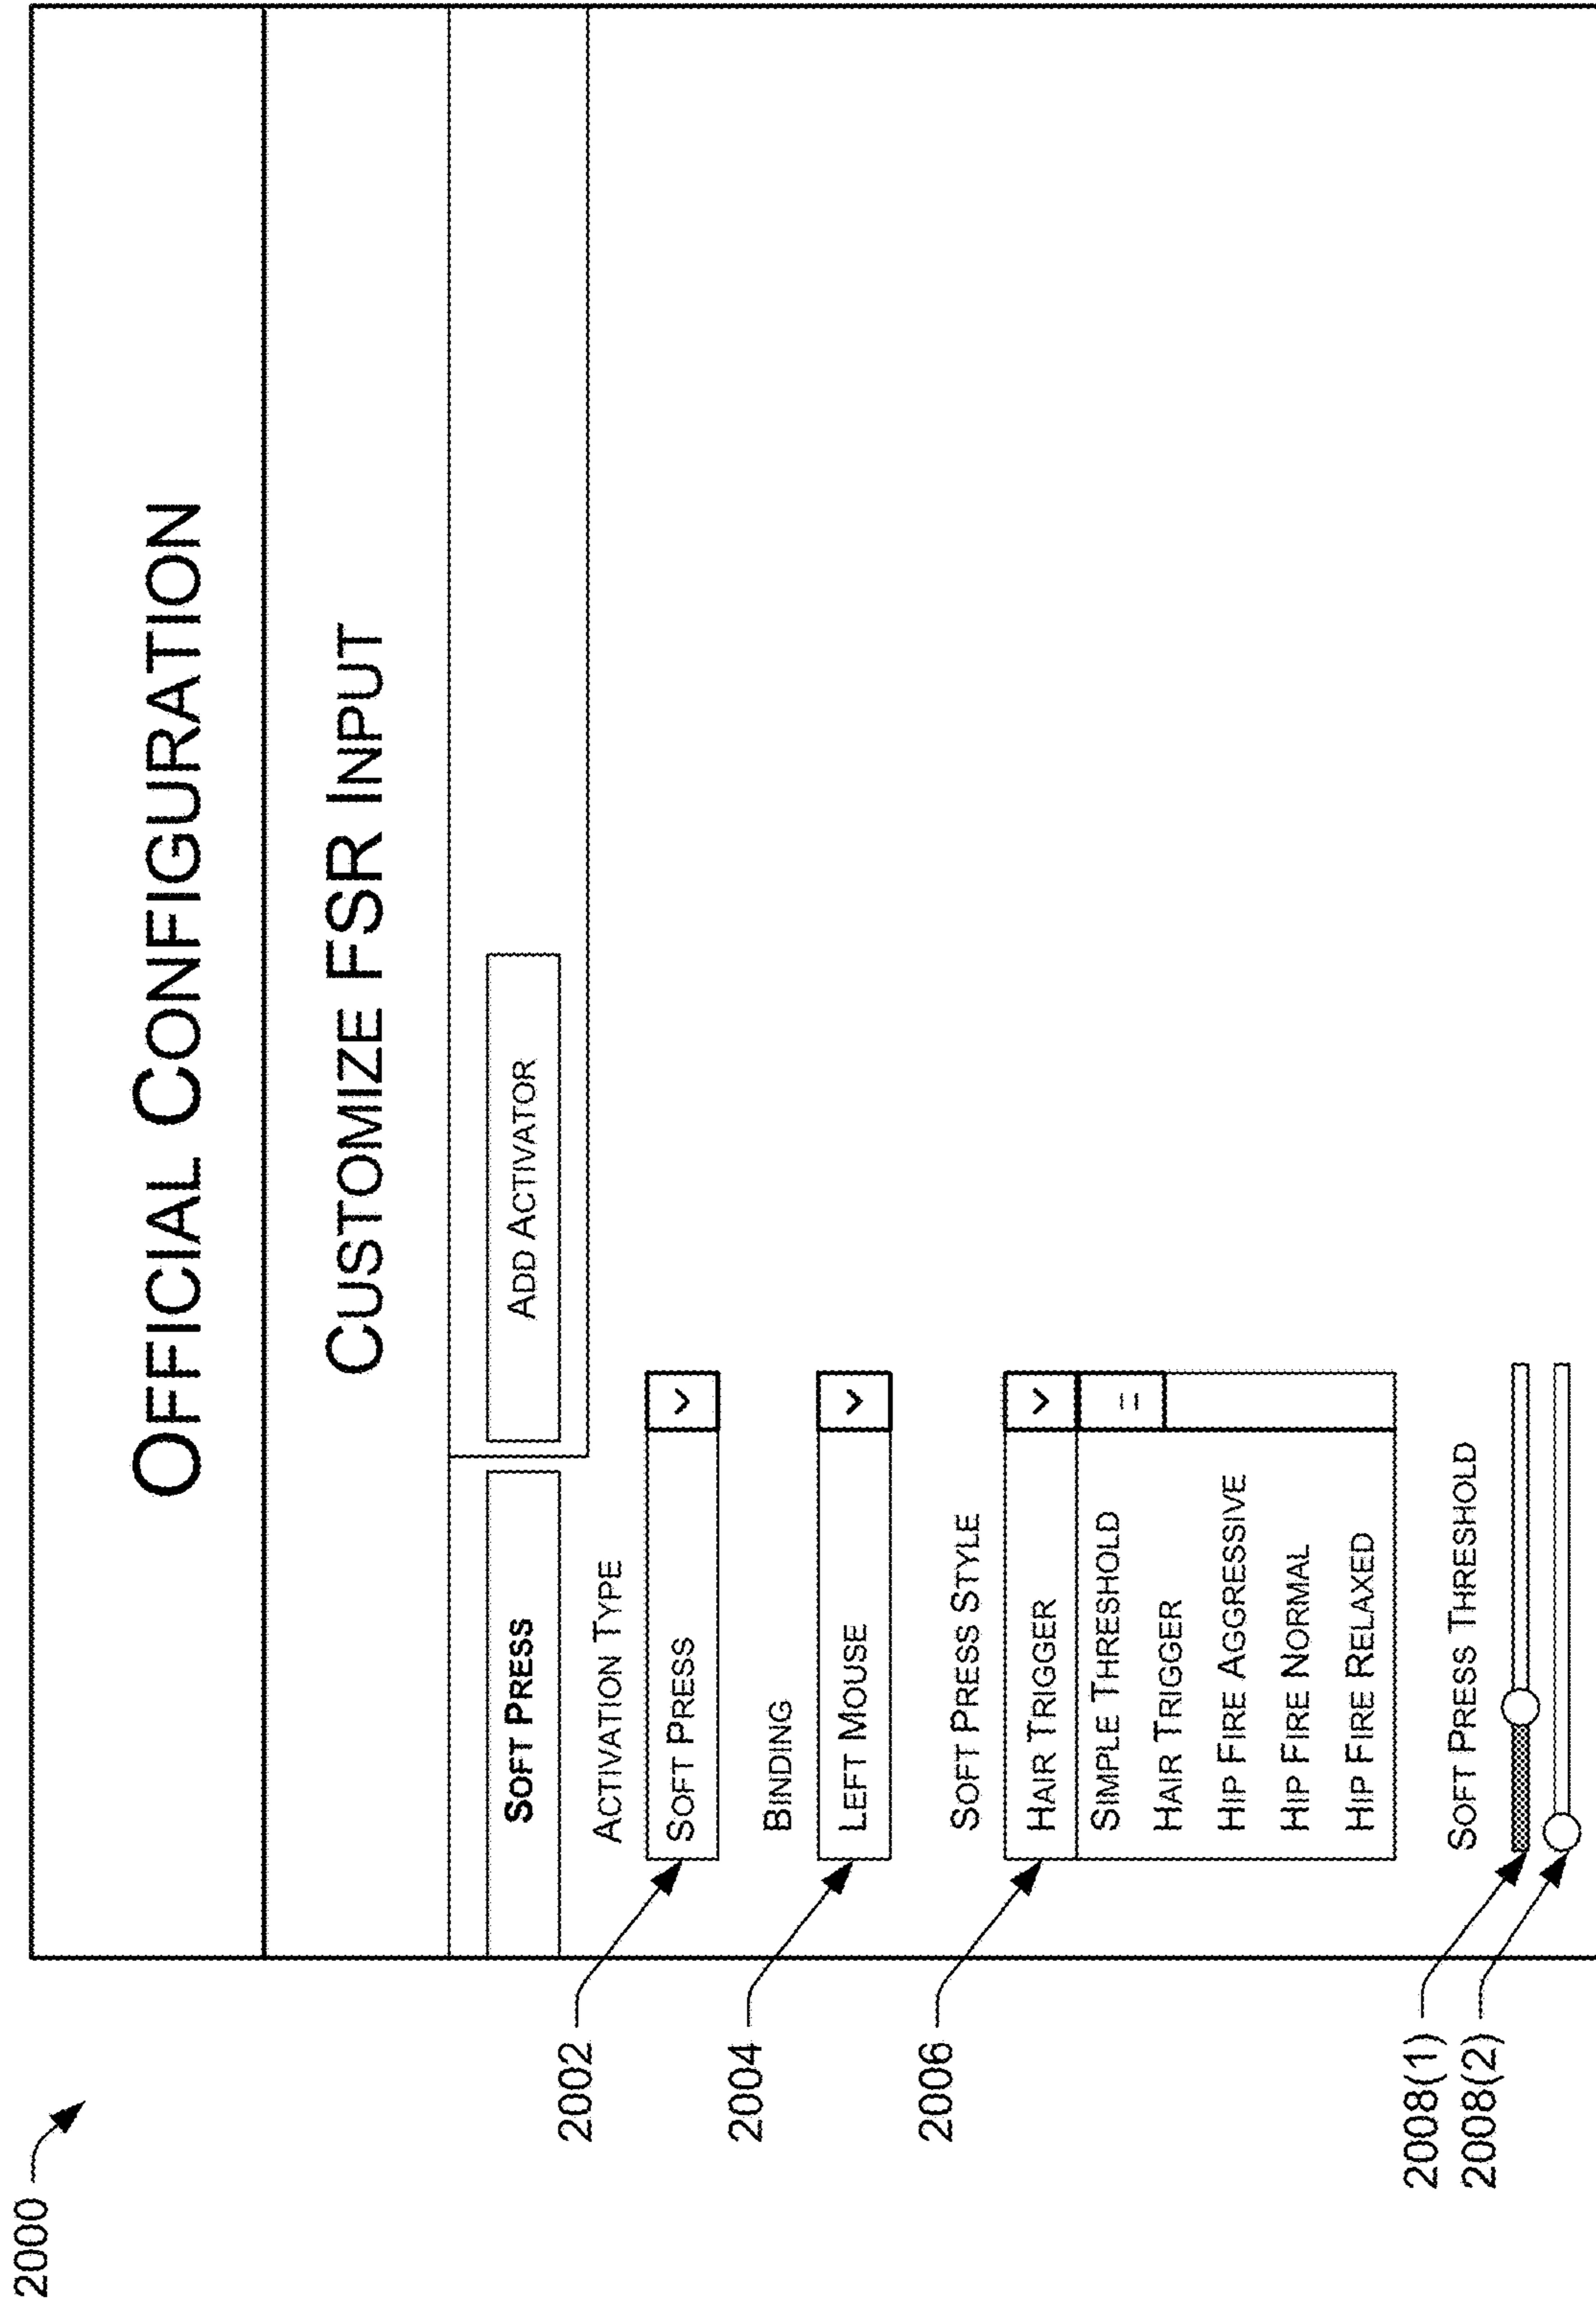 2000
OFFICIAL CONFIGURATION
CUSTOMIZE FSR INPUT
SOFT PRESS
ADD ACTIVATOR
ACTIVATION TYPE
2002
SOFT PRESS
BINDING
2004
LEFT MOUSE
SOFT PRESS STYLE
2006
HAIR TRIGGER
SIMPLE THRESHOLD
HAIR TRIGGER
HIP FIRE AGGRESSIVE
HIP FIRE NORMAL
HIP FIRE RELAXED
SOFT PRESS THRESHOLD
2008(1)
2008(2)